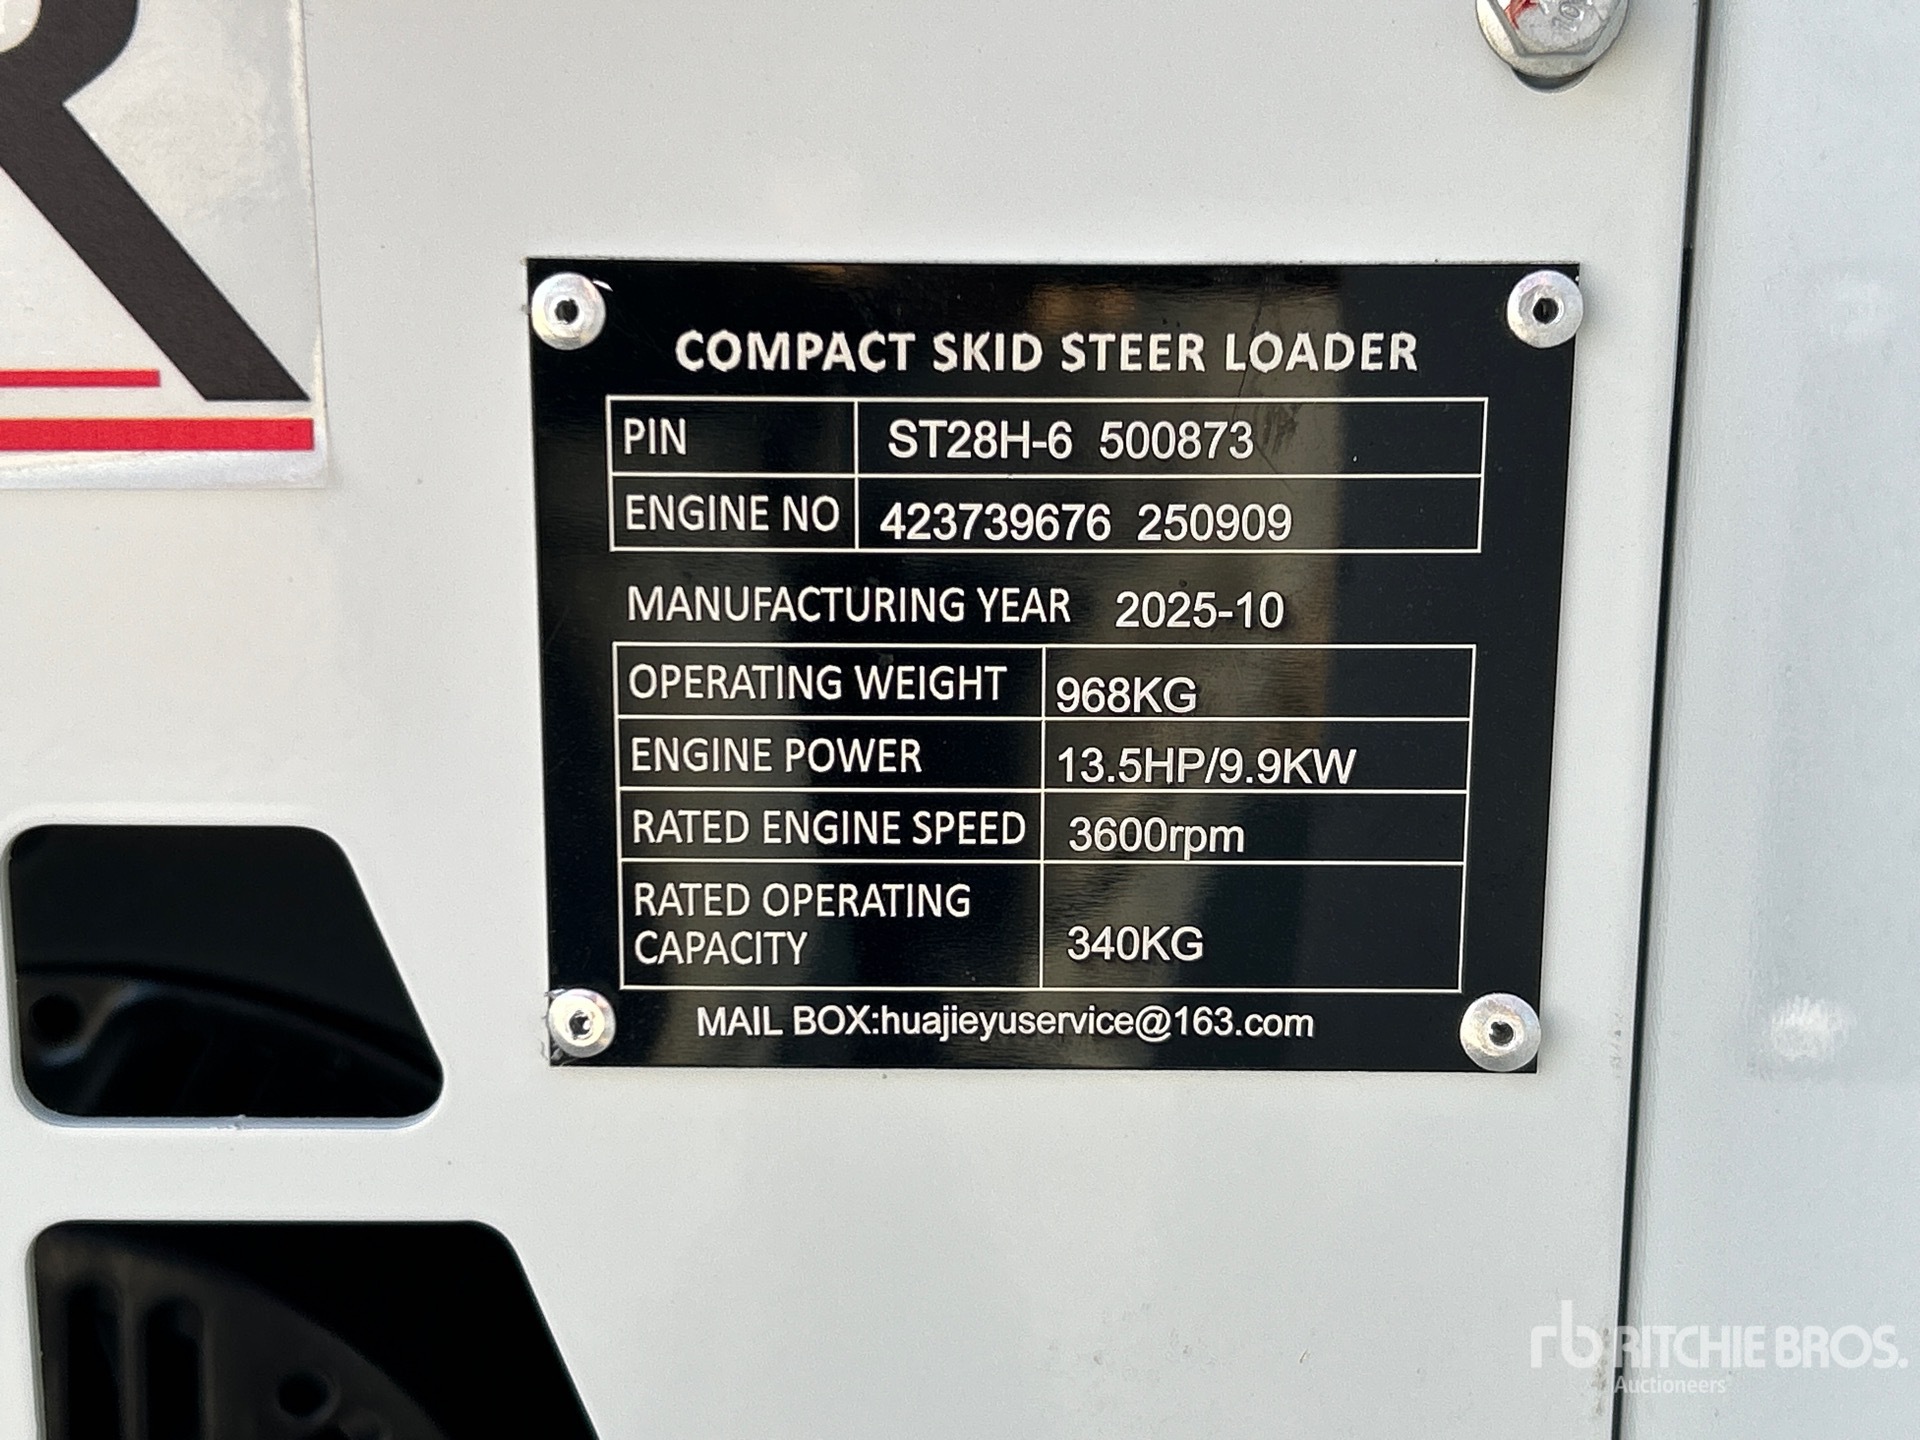 R
COMPACT SKID STEER LOADER
PIN ST28H-6 500873
ENGINE NO 423739676 250909
MANUFACTURING YEAR 2025-10
OPERATING WEIGHT 968KG
ENGINE POWER 13.5HP/9.9KW
RATED ENGINE SPEED 3600rpm
RATED OPERATING
CAPACITY 340KG
MAIL BOX:huajieyuservice@163.com
rb RITCHIE BROS.
Auctioneers